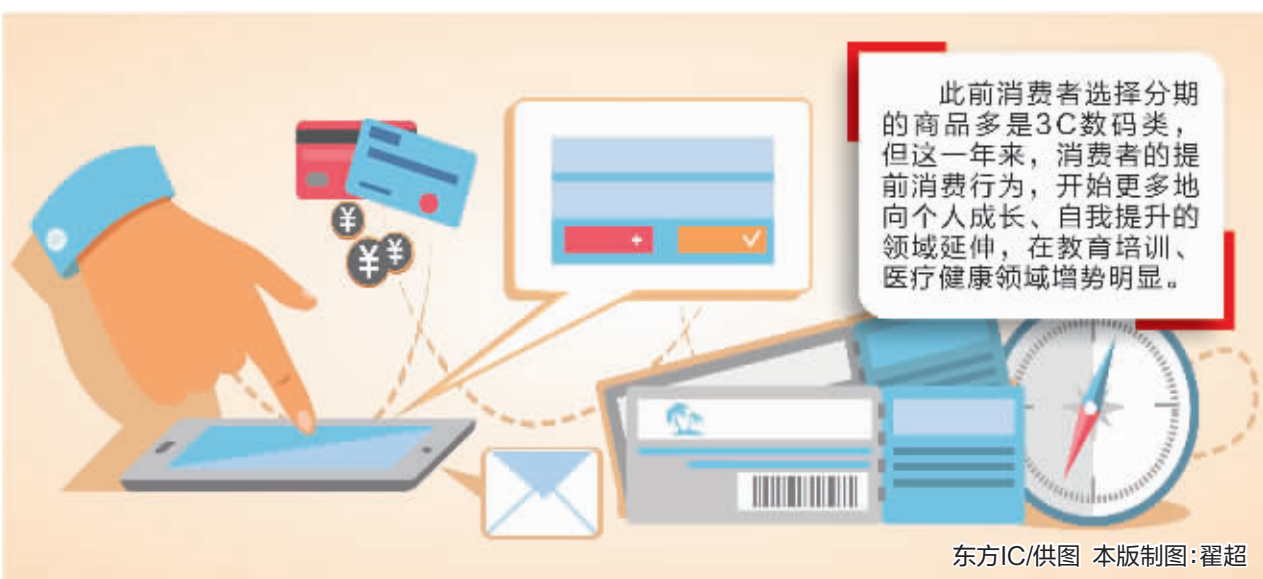 此前消费者选择分期
的商品多是3C数码类，
但这一年来，消费者的提
前消费行为，开始更多地
向个人成长、自我提升的
领域延伸，在教育培训、
医疗健康领域增势明显。
¥
¥
¥
东方IC/供图 本版制图:翟超